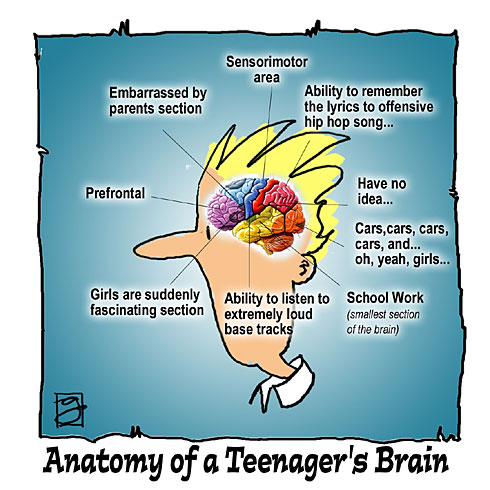 Sensorimotor
area
Embarrassed by
parents section
Ability to remember
the lyrics to offensive
hip hop song...
Prefrontal
Have no
idea...
Cars,cars, cars,
cars, and...
oh, yeah, girls...
Girls are suddenly
fascinating section
Ability to listen to
extremely loud
base tracks
School Work
(smallest section
of the brain)
Anatomy of a Teenager's Brain